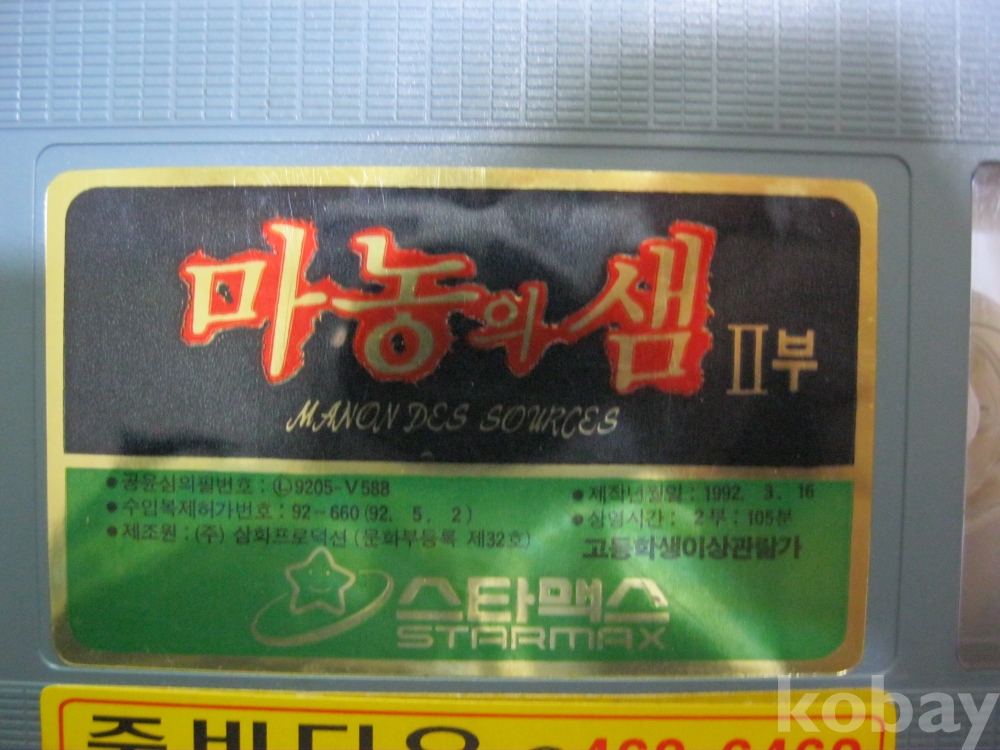 마농의샘 II부
MANON DES SOURCES
● 공윤심의필번호 : Ⓛ9205-V588
● 수입복제허가번호 : 92-660 (92. 5. 2)
● 제조원 : (주) 삼화프로덕션 (문화부등록 제32호)
● 제작년월일 : 1992. 3. 16
● 상영시간 : 2부 : 105분
고등학생이상관람가
스타맥스
STARMAX
kobay